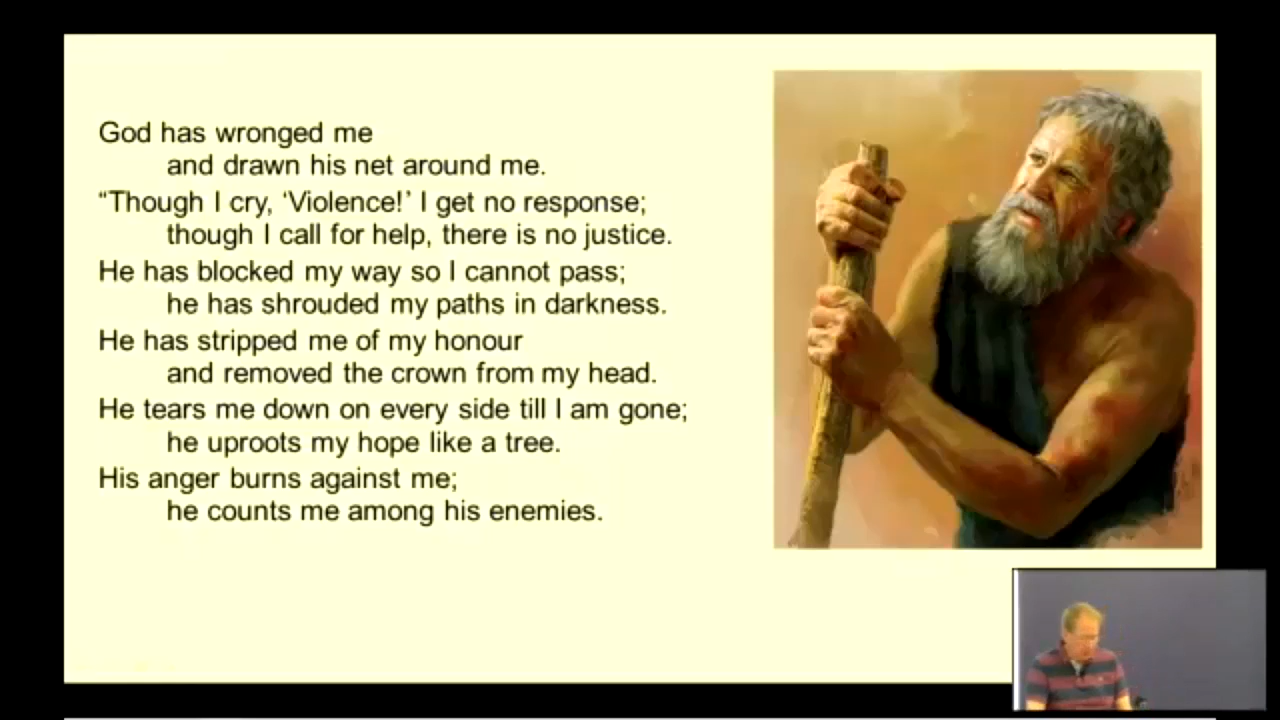 God has wronged me
and drawn his net around me.
“Though I cry, ‘Violence!’ I get no response;
though I call for help, there is no justice.
He has blocked my way so I cannot pass;
he has shrouded my paths in darkness.
He has stripped me of my honour
and removed the crown from my head.
He tears me down on every side till I am gone;
he uproots my hope like a tree.
His anger burns against me;
he counts me among his enemies.